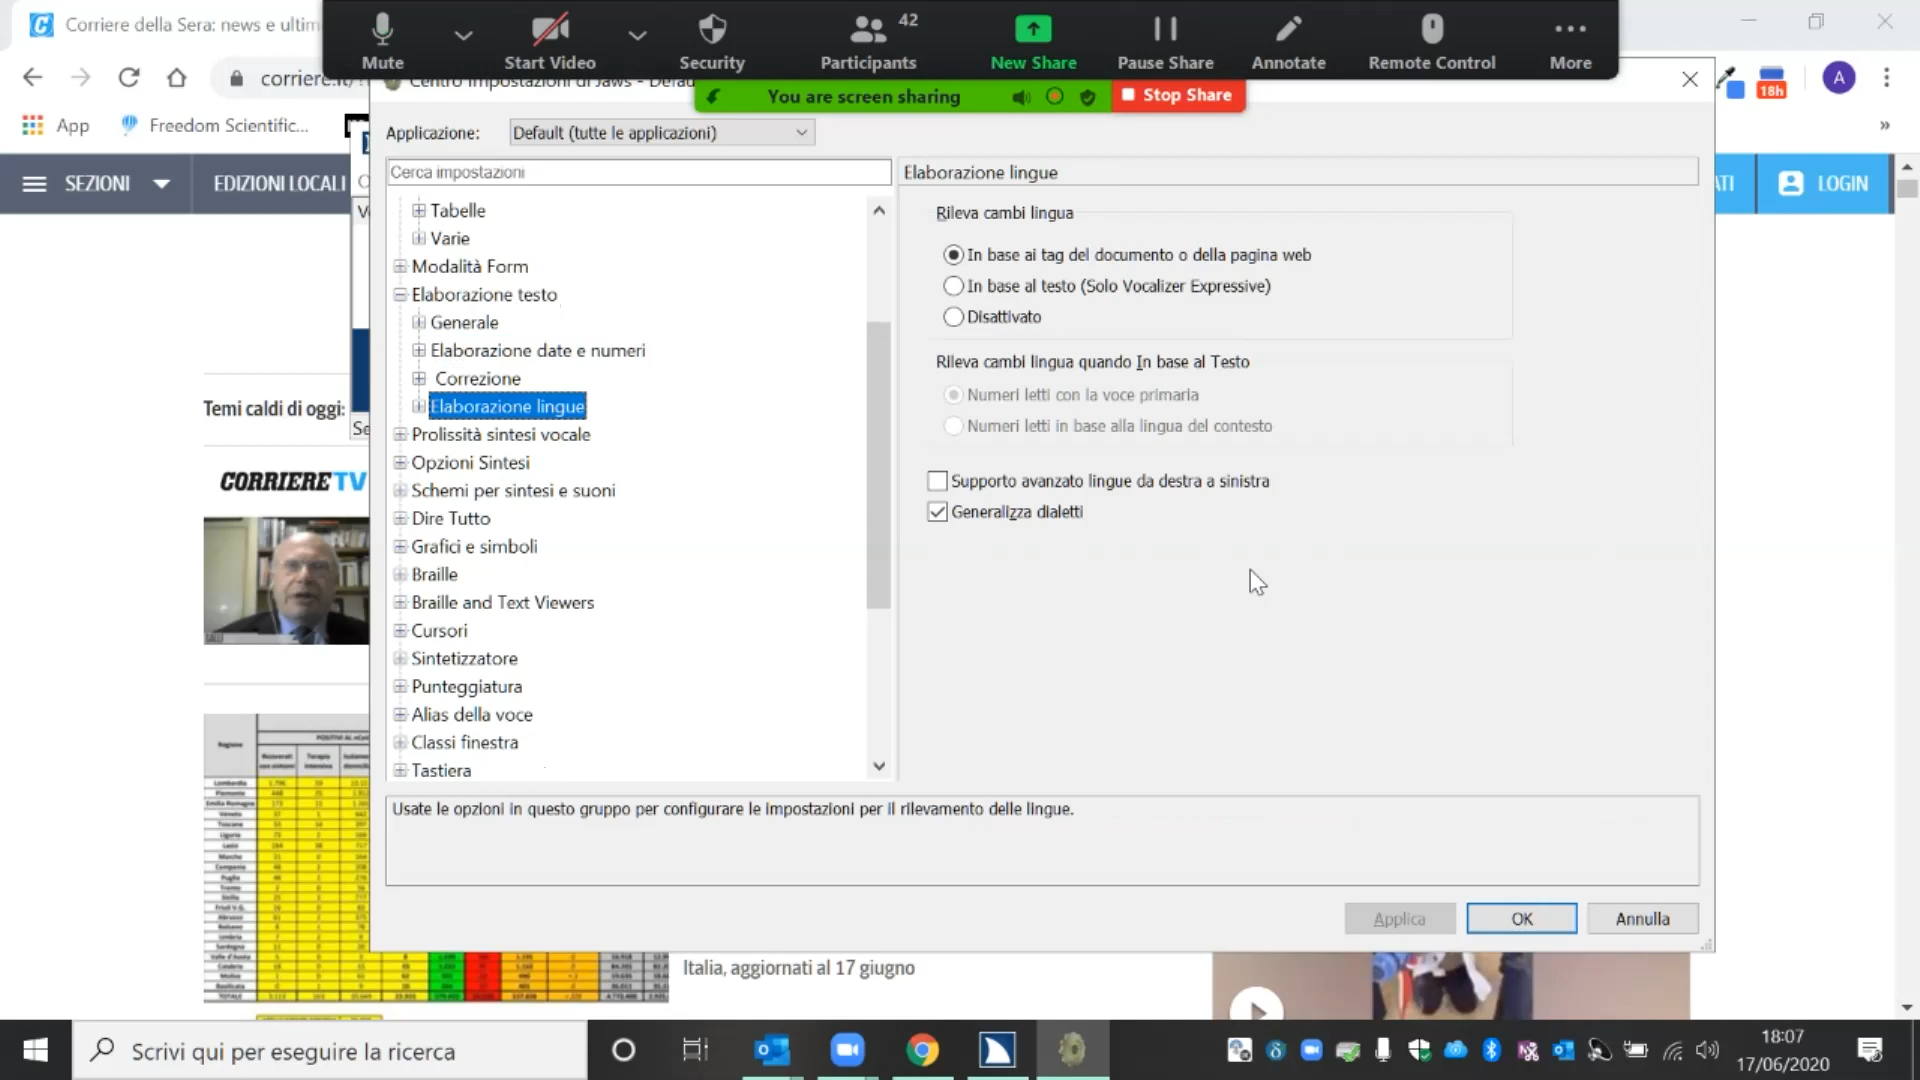 Corriere della Sera: news e ultim
Mute
Start Video
Security
42
Participants
New Share
Pause Share
Annotate
Remote Control
More
corriere.it/
Centro Impostazioni di Jaws - Defau
You are screen sharing
Stop Share
18h
A
App
Freedom Scientific...
»
Applicazione:
Default (tutte le applicazioni)
SEZIONI
EDIZIONI LOCALI
LOGIN
Cerca impostazioni
Elaborazione lingue
Tabelle
Varie
Modalità Form
Elaborazione testo
Generale
Elaborazione date e numeri
Correzione
Elaborazione lingue
Prolissità sintesi vocale
Opzioni Sintesi
Schemi per sintesi e suoni
Dire Tutto
Grafici e simboli
Braille
Braille and Text Viewers
Cursori
Sintetizzatore
Punteggiatura
Alias della voce
Classi finestra
Tastiera
Rileva cambi lingua
In base ai tag del documento o della pagina web
In base al testo (Solo Vocalizer Expressive)
Disattivato
Rileva cambi lingua quando In base al Testo
Numeri letti con la voce primaria
Numeri letti in base alla lingua del contesto
Supporto avanzato lingue da destra a sinistra
Generalizza dialetti
Temi caldi di oggi:
CORRIERE TV
Usate le opzioni in questo gruppo per configurare le impostazioni per il rilevamento delle lingue.
Applica
OK
Annulla
Italia, aggiornati al 17 giugno
Scrivi qui per eseguire la ricerca
18:07
17/06/2020